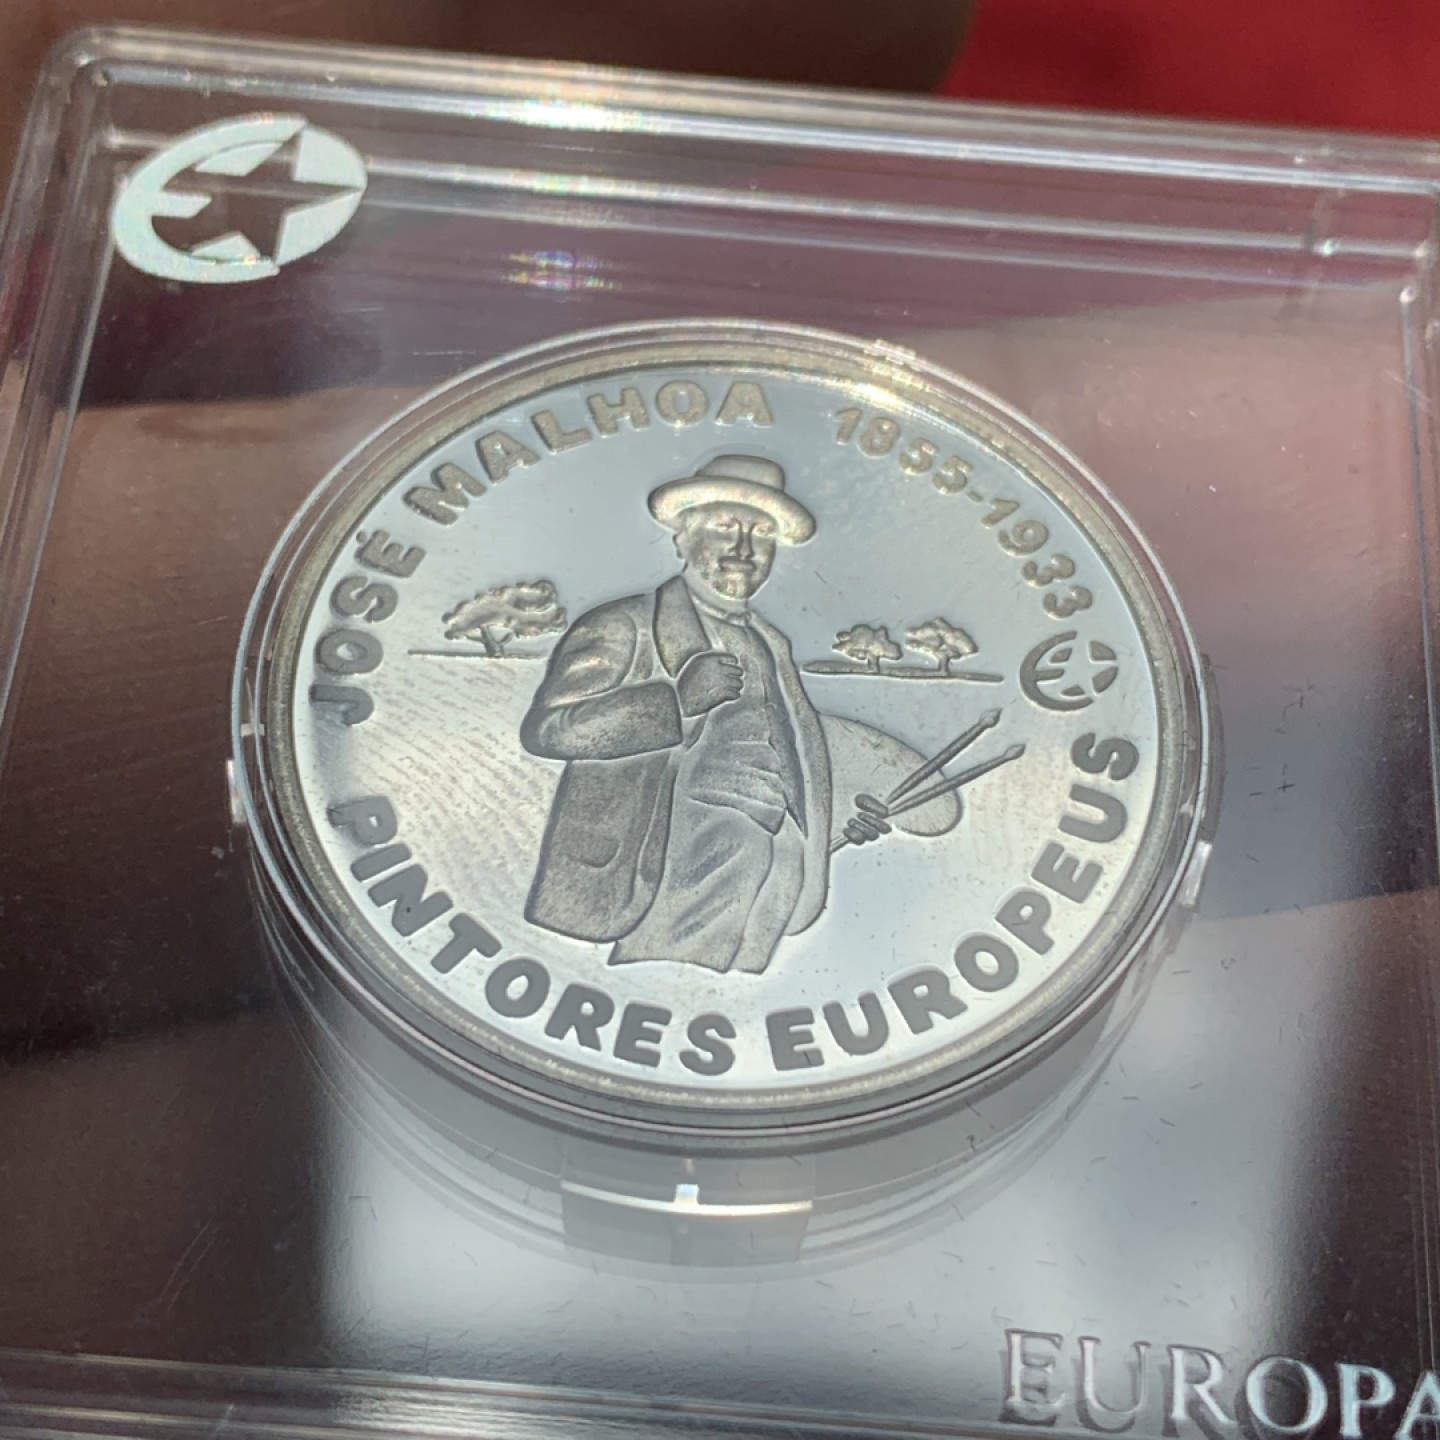 JOSÉ MALHOA 1855-1933
PINTORES EUROPEUS
EUROPA